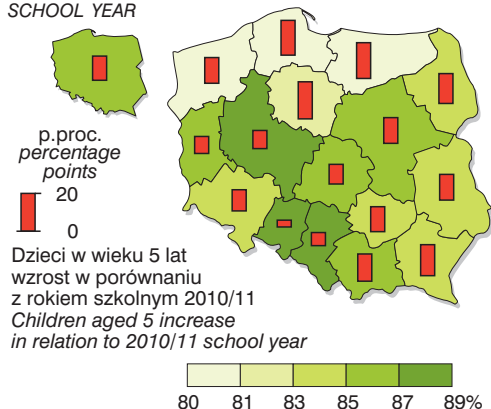 SCHOOL YEAR
p.proc.
percentage
points
20
0
Dzieci w wieku 5 lat
wzrost w porównaniu
z rokiem szkolnym 2010/11
Children aged 5 increase
in relation to 2010/11 school year
80 81 83 85 87 89%